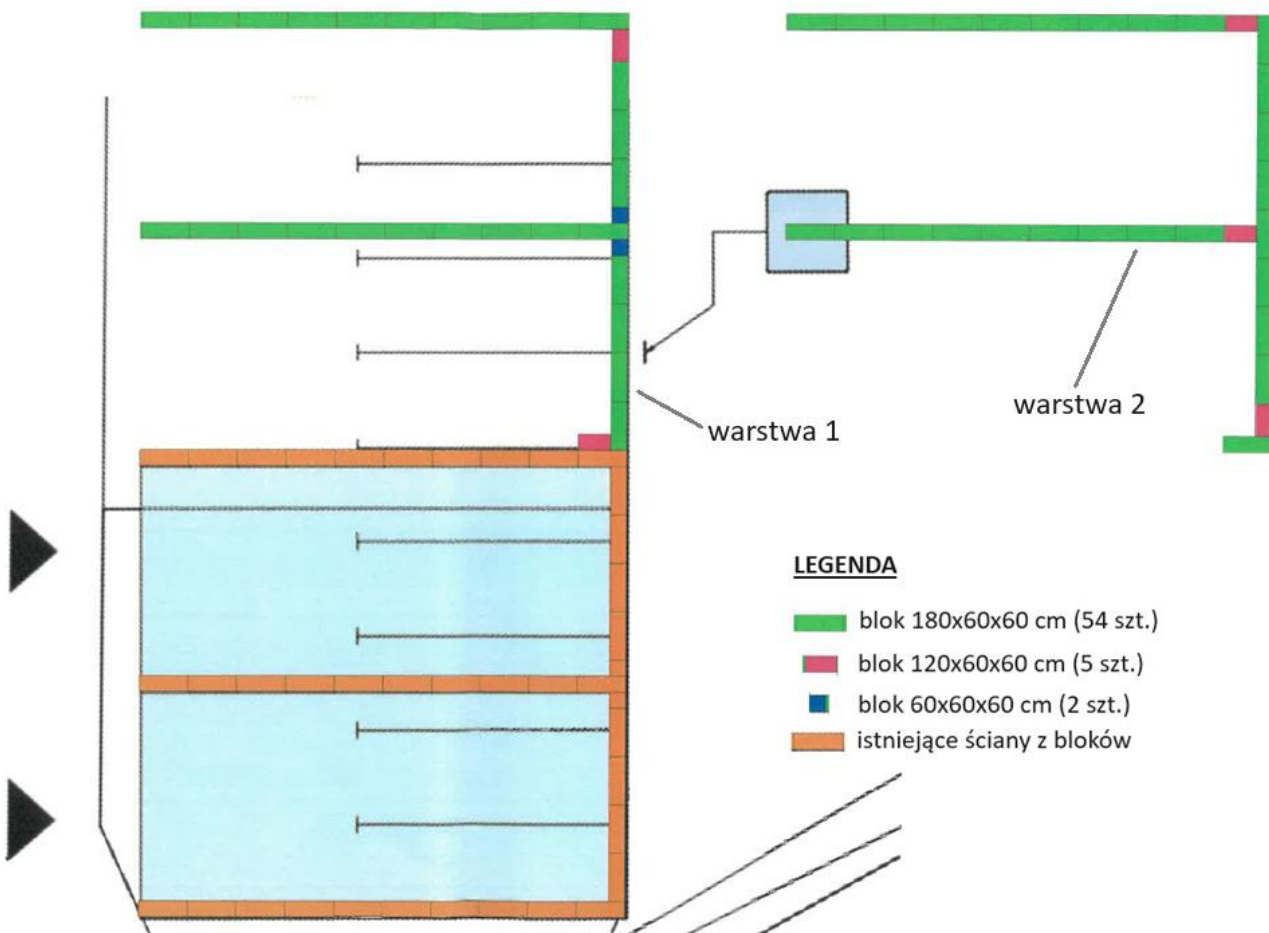 warstwa 1
warstwa 2
LEGENDA
blok 180x60x60 cm (54 szt.)
blok 120x60x60 cm (5 szt.)
blok 60x60x60 cm (2 szt.)
istniejące ściany z bloków